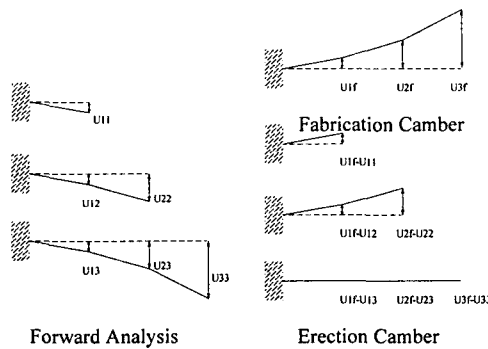 U11
U12
U22
U13
U23
U33
Forward Analysis
U1f
U2f
U3f
Fabrication Camber
U1f-U11
U1f-U12
U2f-U22
U1f-U13
U2f-U23
U3f-U33
Erection Camber